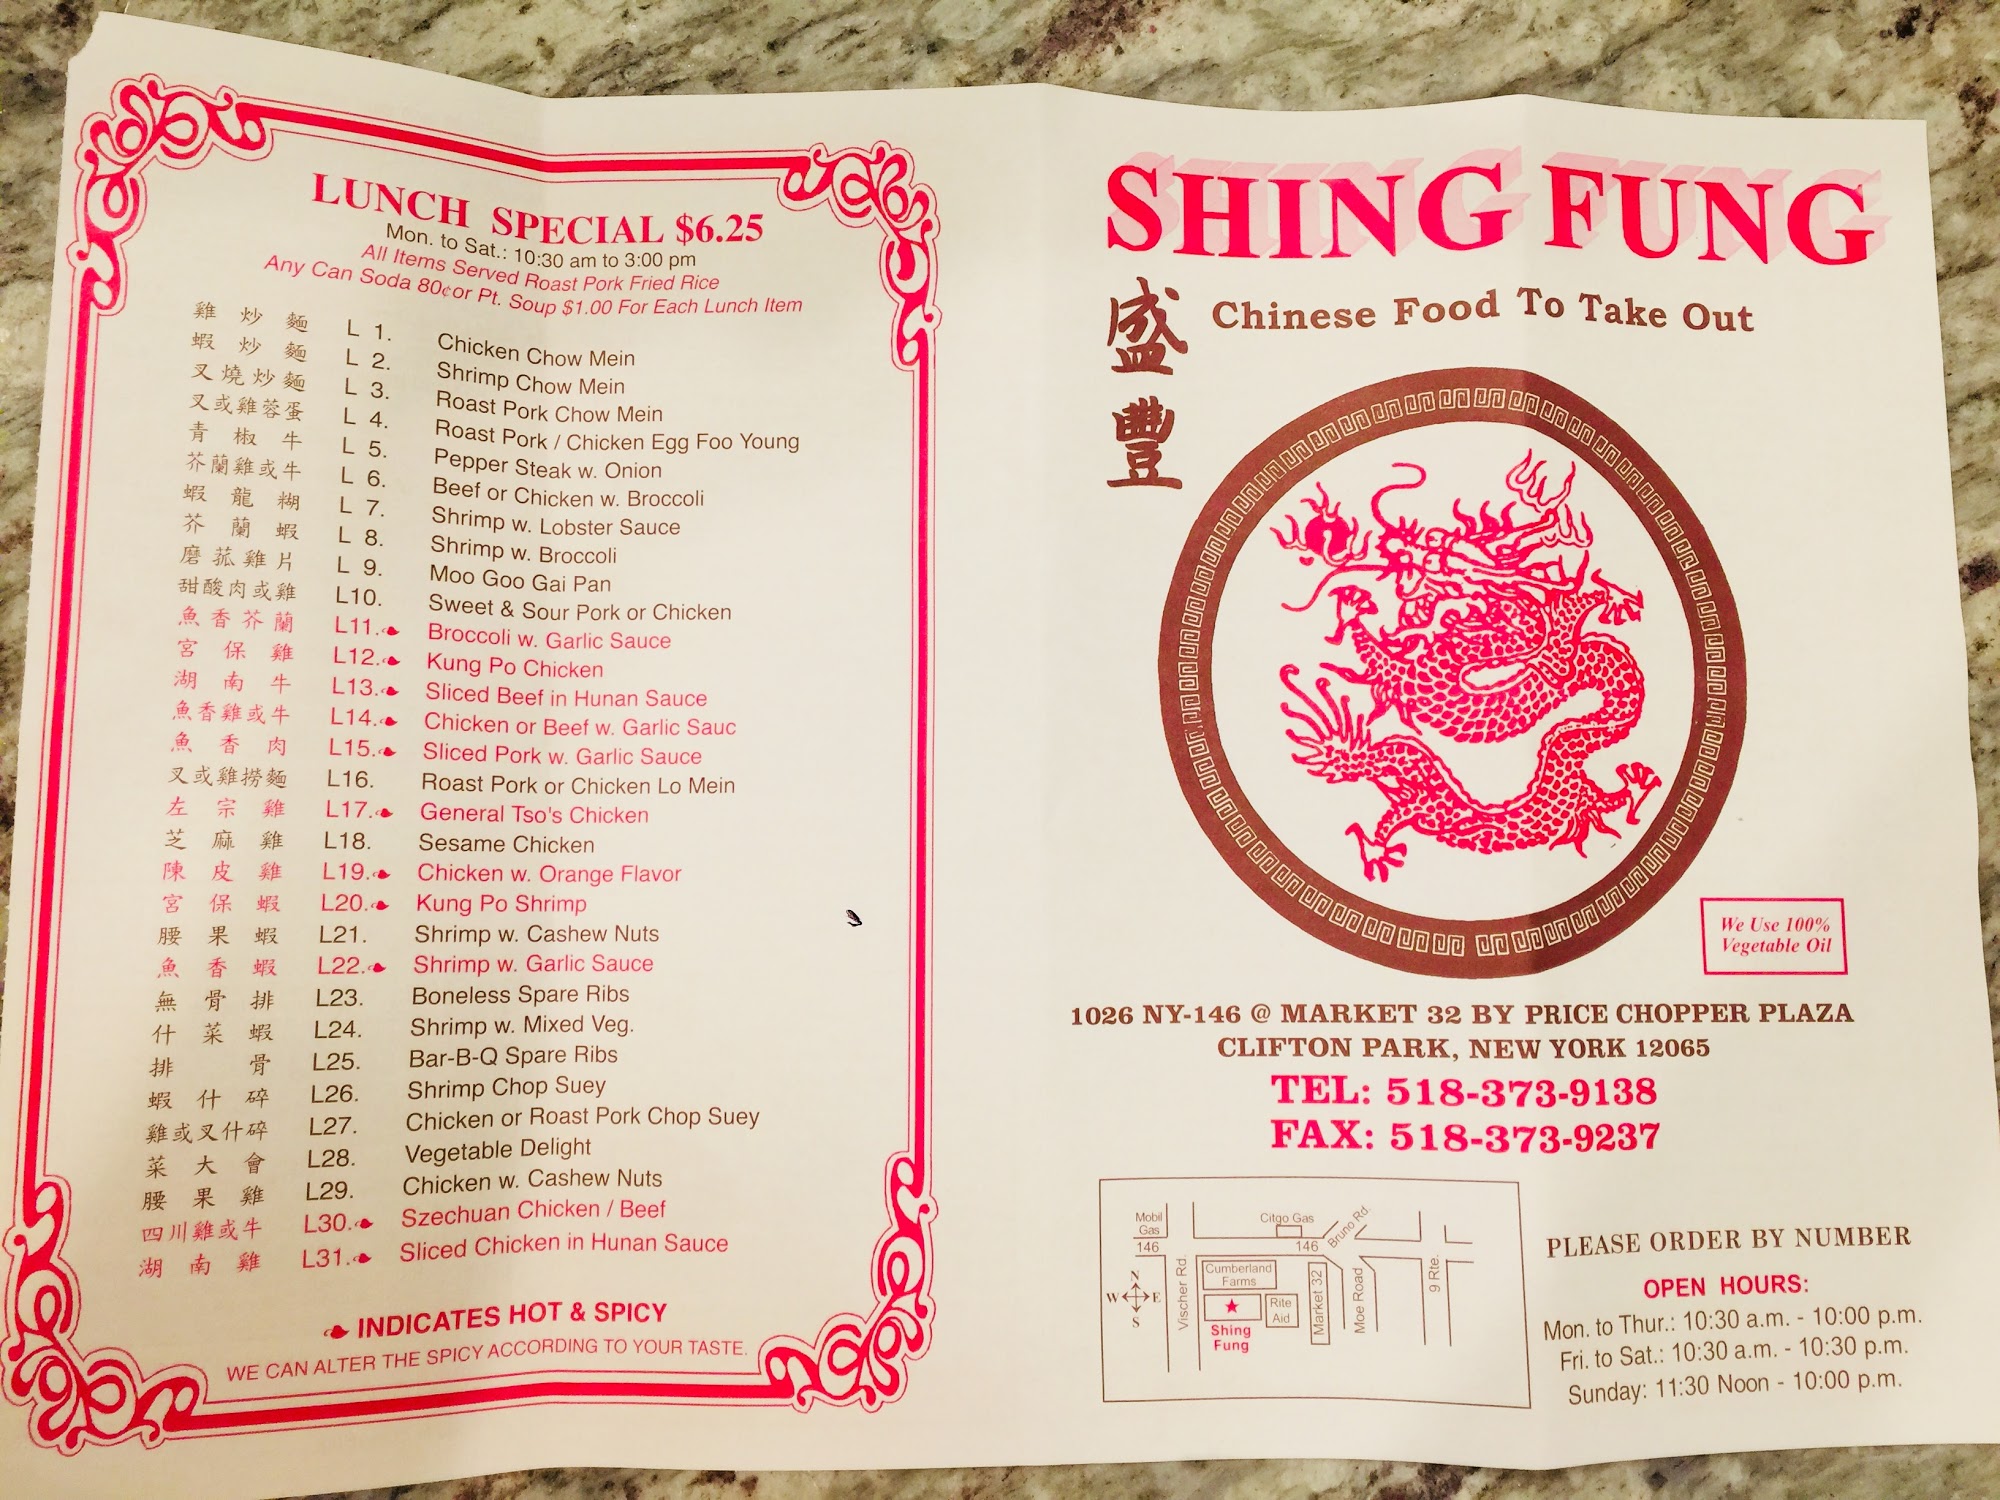 LUNCH SPECIAL $6.25
Mon. to Sat.: 10:30 am to 3:00 pm
All Items Served Roast Pork Fried Rice
Any Can Soda 80¢ or Pt. Soup $1.00 For Each Lunch Item
雞炒麵 L 1. Chicken Chow Mein
蝦炒麵 L 2. Shrimp Chow Mein
叉燒炒麵 L 3. Roast Pork Chow Mein
叉或雞蓉蛋 L 4. Roast Pork / Chicken Egg Foo Young
青椒牛 L 5. Pepper Steak w. Onion
芥蘭雞或牛 L 6. Beef or Chicken w. Broccoli
蝦龍糊 L 7. Shrimp w. Lobster Sauce
芥蘭蝦 L 8. Shrimp w. Broccoli
磨菰雞片 L 9. Moo Goo Gai Pan
甜酸肉或雞 L10. Sweet & Sour Pork or Chicken
魚香芥蘭 L11. Broccoli w. Garlic Sauce
宮保雞 L12. Kung Po Chicken
湖南牛 L13. Sliced Beef in Hunan Sauce
魚香雞或牛 L14. Chicken or Beef w. Garlic Sauc
魚香肉 L15. Sliced Pork w. Garlic Sauce
叉或雞撈麵 L16. Roast Pork or Chicken Lo Mein
左宗雞 L17. General Tso's Chicken
芝麻雞 L18. Sesame Chicken
陳皮雞 L19. Chicken w. Orange Flavor
宮保蝦 L20. Kung Po Shrimp
腰果蝦 L21. Shrimp w. Cashew Nuts
魚香蝦 L22. Shrimp w. Garlic Sauce
無骨排 L23. Boneless Spare Ribs
什菜蝦 L24. Shrimp w. Mixed Veg.
排骨 L25. Bar-B-Q Spare Ribs
蝦什碎 L26. Shrimp Chop Suey
雞或叉什碎 L27. Chicken or Roast Pork Chop Suey
菜大會 L28. Vegetable Delight
腰果雞 L29. Chicken w. Cashew Nuts
四川雞或牛 L30. Szechuan Chicken / Beef
湖南雞 L31. Sliced Chicken in Hunan Sauce
INDICATES HOT & SPICY
WE CAN ALTER THE SPICY ACCORDING TO YOUR TASTE.
SHING FUNG
盛豐
Chinese Food To Take Out
We Use 100%
Vegetable Oil
1026 NY-146 @ MARKET 32 BY PRICE CHOPPER PLAZA
CLIFTON PARK, NEW YORK 12065
TEL: 518-373-9138
FAX: 518-373-9237
Mobil
Gas
146
Citgo Gas
146
Bruno Rd.
Vischer Rd.
Cumberland
Farms
Rite
Aid
Market 32
Moe Road
9 Rte.
N
W E
S
Shing
Fung
PLEASE ORDER BY NUMBER
OPEN HOURS:
Mon. to Thur.: 10:30 a.m. - 10:00 p.m.
Fri. to Sat.: 10:30 a.m. - 10:30 p.m.
Sunday: 11:30 Noon - 10:00 p.m.